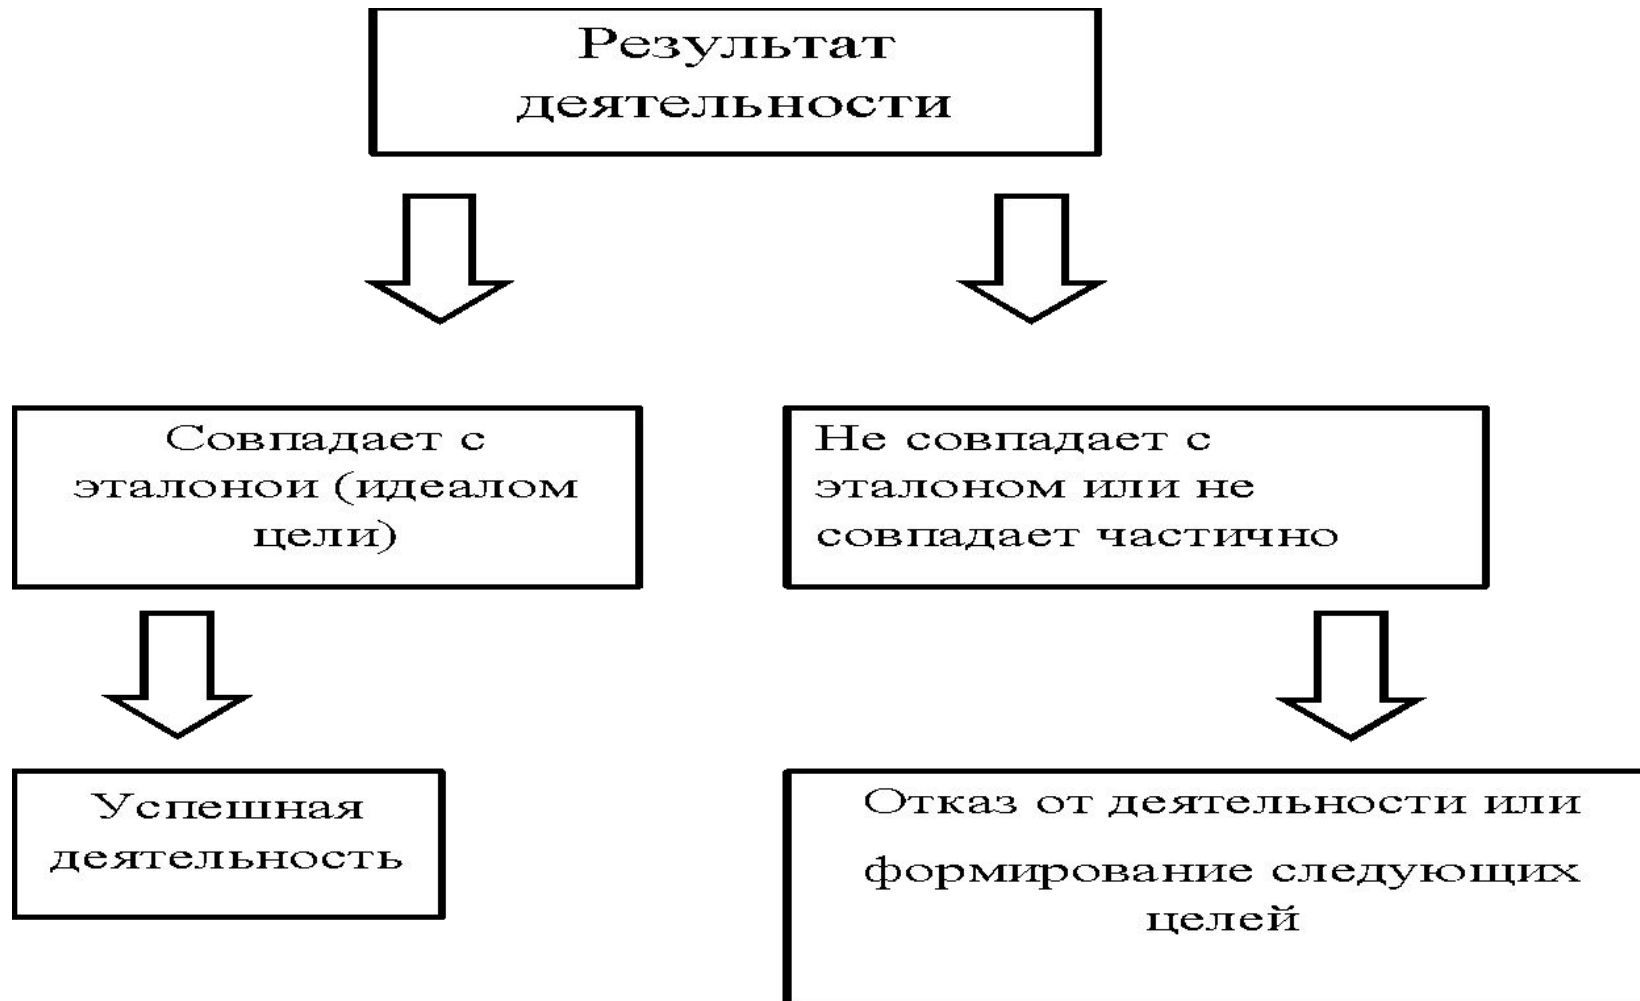 Результат
деятельности
Совпадает с
эталонои (идеалом
цели)
Не совпадает с
эталоном или не
совпадает частично
Успешная
деятельность
Отказ от деятельности или
формирование следующих
целей